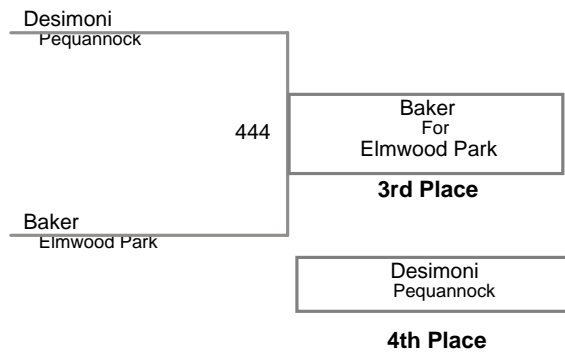 Desimoni
Pequannock
444
Baker
For
Elmwood Park
3rd Place
Baker
Elmwood Park
Desimoni
Pequannock
4th Place